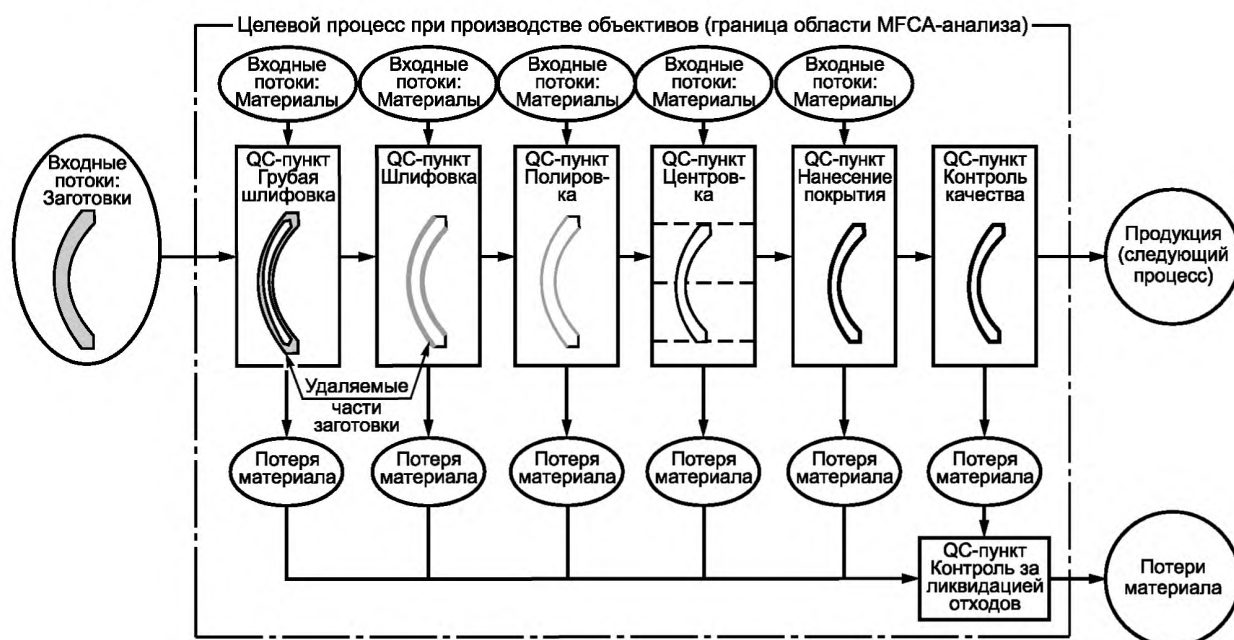 Целевой процесс при производстве объективов (граница области MFCA-анализа)
Входные
потоки:
Материалы
Входные
потоки:
Материалы
Входные
потоки:
Материалы
Входные
потоки:
Материалы
Входные
потоки:
Материалы
Входные
потоки:
Заготовки
QC-пункт
Грубая
шлифовка
QC-пункт
Шлифовка
QC-пункт
Полиров-
ка
QC-пункт
Центров-
ка
QC-пункт
Нанесение
покрытия
QC-пункт
Контроль
качества
Продукция
(следующий
процесс)
Удаляемые
части
заготовки
Потеря
материала
Потеря
материала
Потеря
материала
Потеря
материала
Потеря
материала
Потеря
материала
QC-пункт
Контроль за
ликвидацией
отходов
Потери
материала